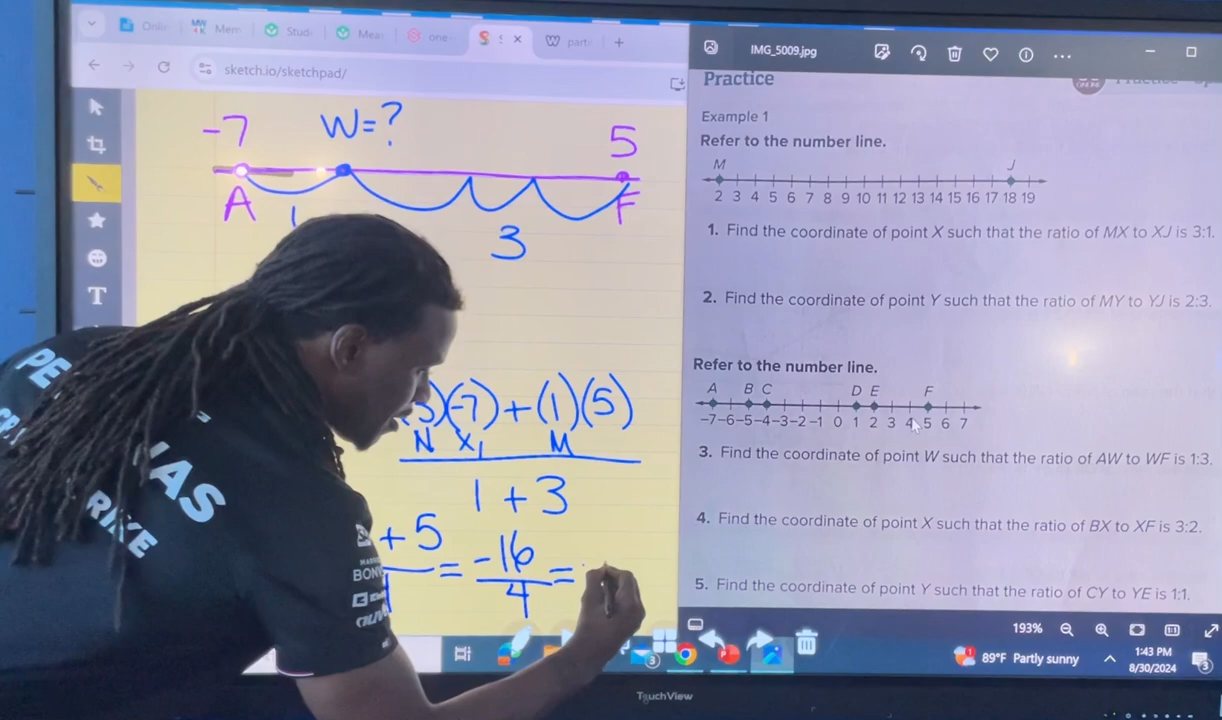 one
part
sketch.io/sketchpad/
IMG_5009.jpg
-7 W=? 5
A F
3
T
)(-7)+(1)(5)
N X1 M
1+3
+5 = -16 =
4
Practice
Example 1
Refer to the number line.
M J
2 3 4 5 6 7 8 9 10 11 12 13 14 15 16 17 18 19
1. Find the coordinate of point X such that the ratio of MX to XJ is 3:1.
2. Find the coordinate of point Y such that the ratio of MY to YJ is 2:3.
Refer to the number line.
A B C D E F
-7-6-5-4-3-2-1 0 1 2 3 4 5 6 7
3. Find the coordinate of point W such that the ratio of AW to WF is 1:3.
4. Find the coordinate of point X such that the ratio of BX to XF is 3:2.
5. Find the coordinate of point Y such that the ratio of CY to YE is 1:1.
193%
89°F Partly sunny
1:43 PM
8/30/2024
TouchView